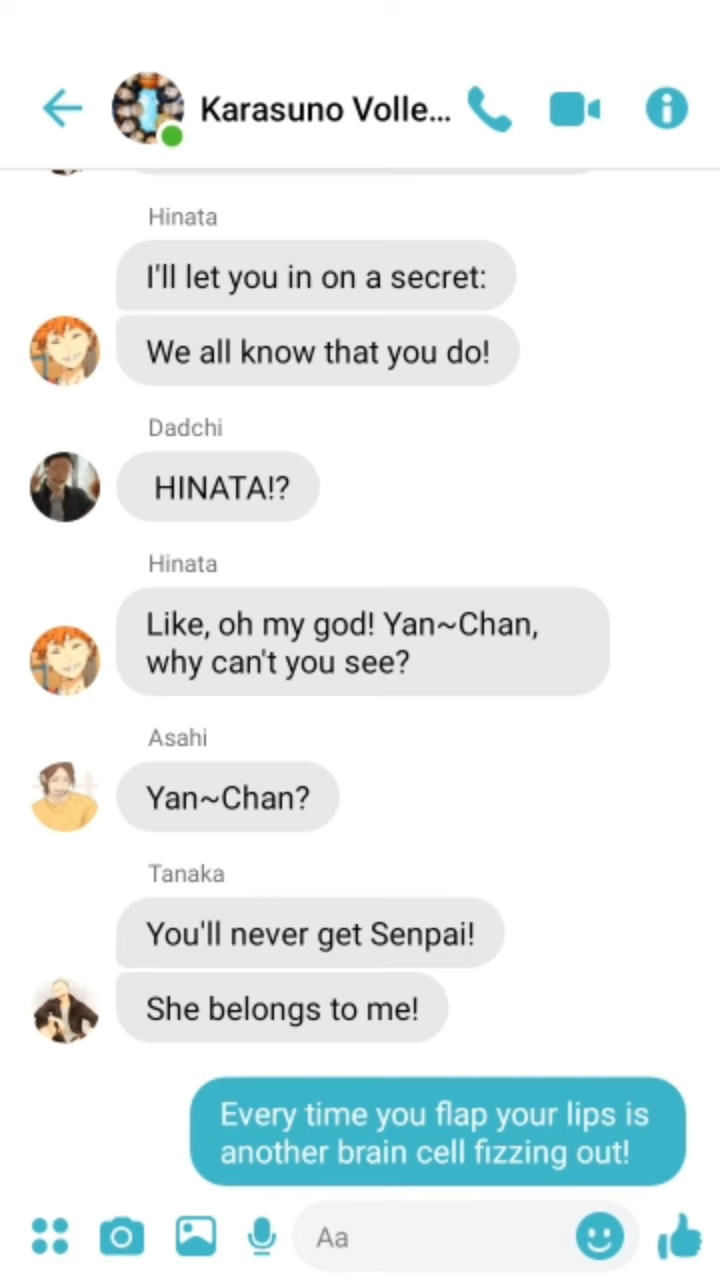 Karasuno Volle...
Hinata
I'll let you in on a secret:
We all know that you do!
Dadchi
HINATA!?
Hinata
Like, oh my god! Yan~Chan,
why can't you see?
Asahi
Yan~Chan?
Tanaka
You'll never get Senpai!
She belongs to me!
Every time you flap your lips is
another brain cell fizzing out!
Aa